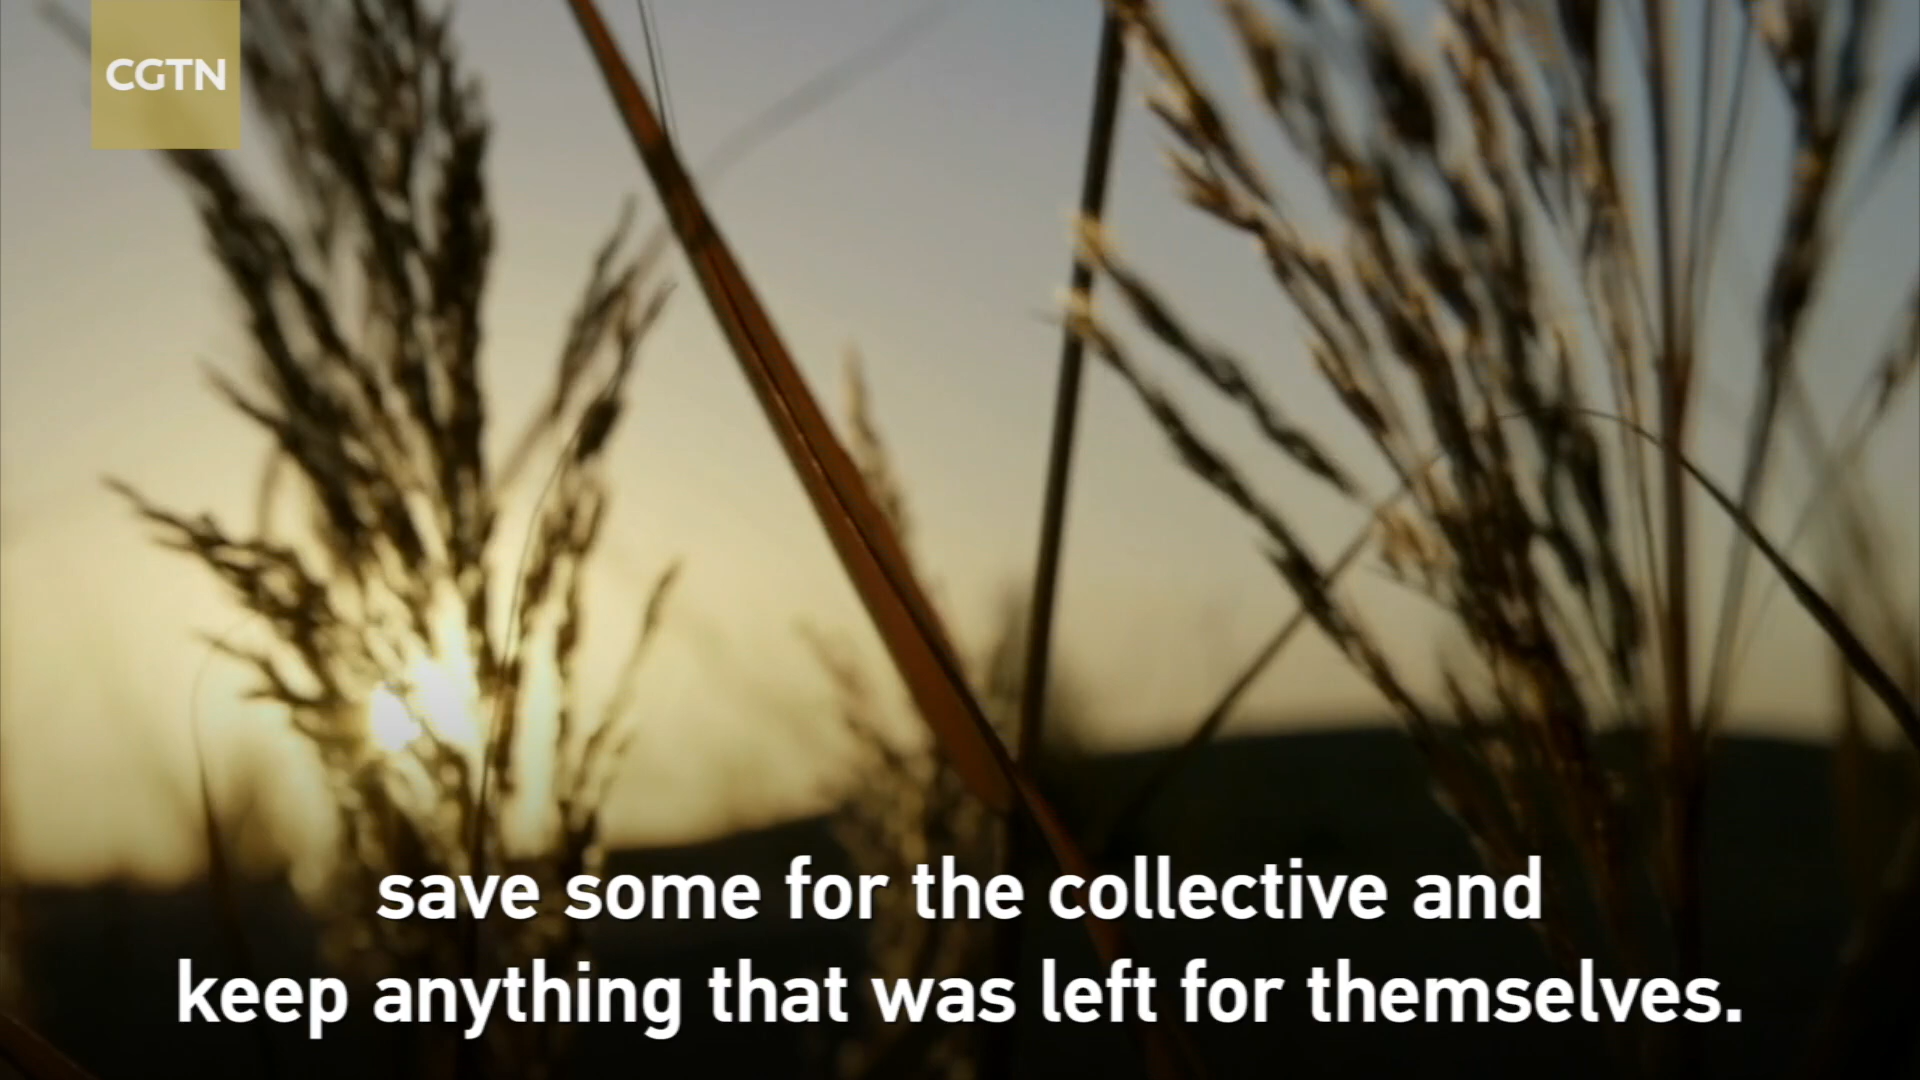 CGTN
save some for the collective and
keep anything that was left for themselves.